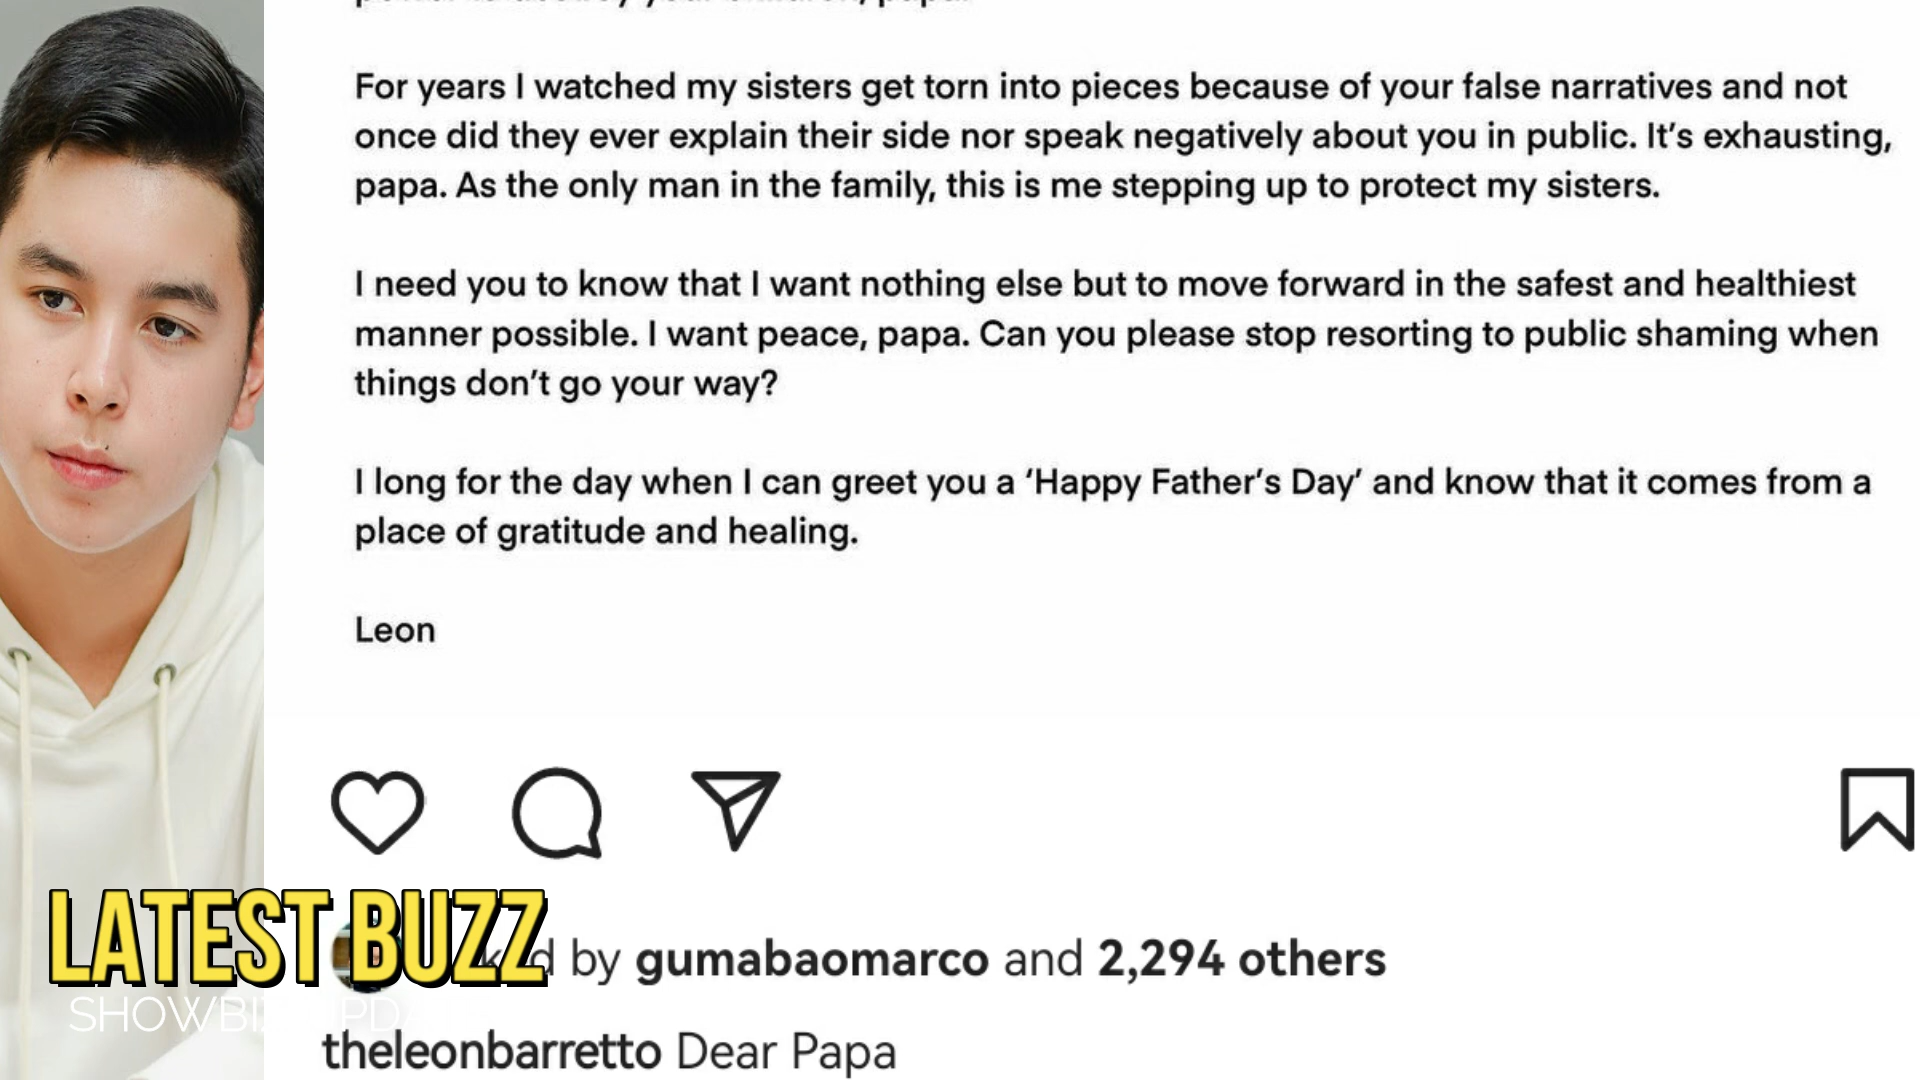 For years I watched my sisters get torn into pieces because of your false narratives and not
once did they ever explain their side nor speak negatively about you in public. It’s exhausting,
papa. As the only man in the family, this is me stepping up to protect my sisters.
I need you to know that I want nothing else but to move forward in the safest and healthiest
manner possible. I want peace, papa. Can you please stop resorting to public shaming when
things don’t go your way?
I long for the day when I can greet you a ‘Happy Father’s Day’ and know that it comes from a
place of gratitude and healing.
Leon
LATEST BUZZ
by gumabaomarco and 2,294 others
theleonbarretto Dear Papa